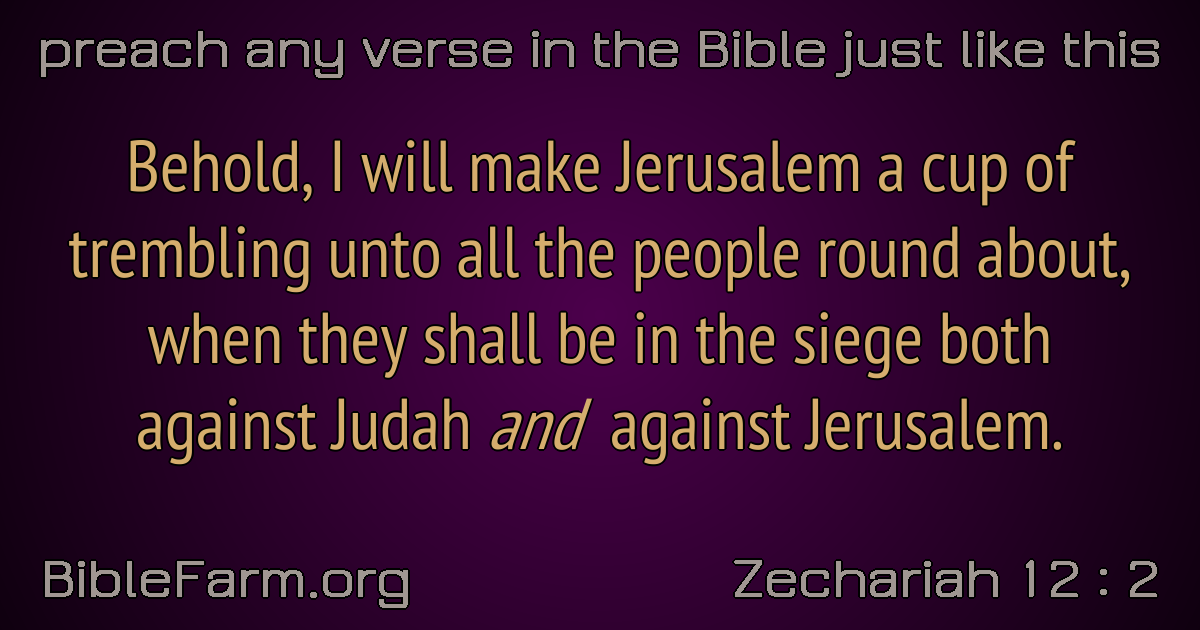 preach any verse in the Bible just like this
Behold, I will make Jerusalem a cup of
trembling unto all the people round about,
when they shall be in the siege both
against Judah and against Jerusalem.
BibleFarm.org
Zechariah 12 : 2